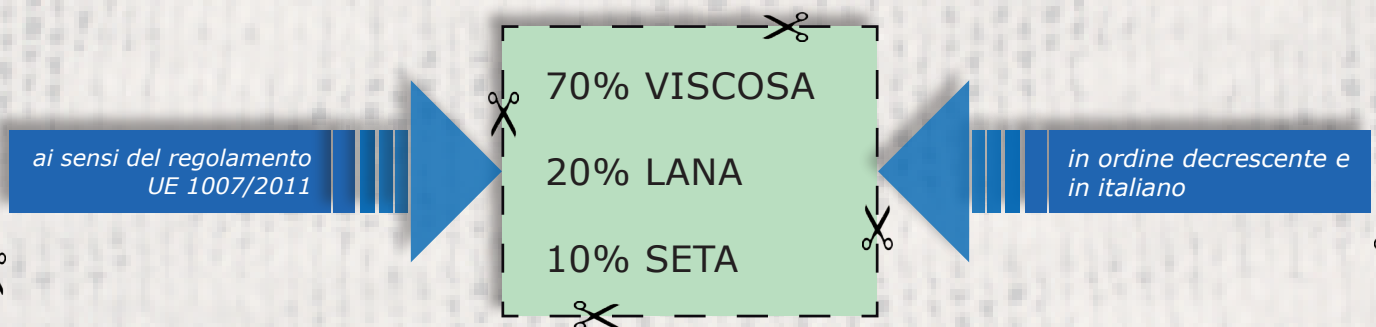 ai sensi del regolamento
UE 1007/2011
70% VISCOSA
20% LANA
10% SETA
in ordine decrescente e
in italiano